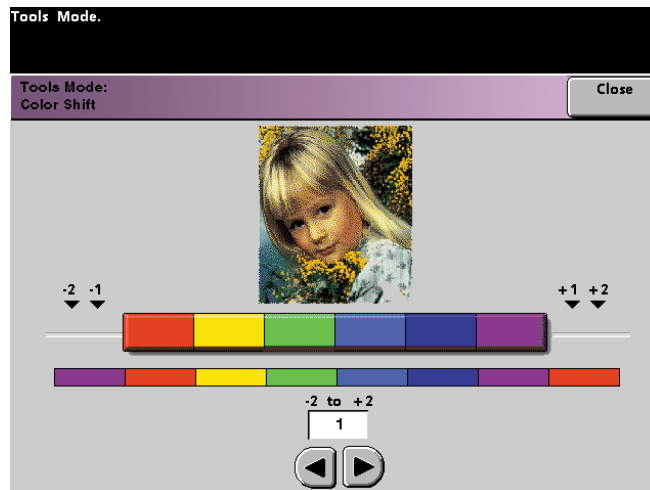 Tools Mode.
Tools Mode:
Color Shift
Close
-2 -1
+1 +2
-2 to +2
1